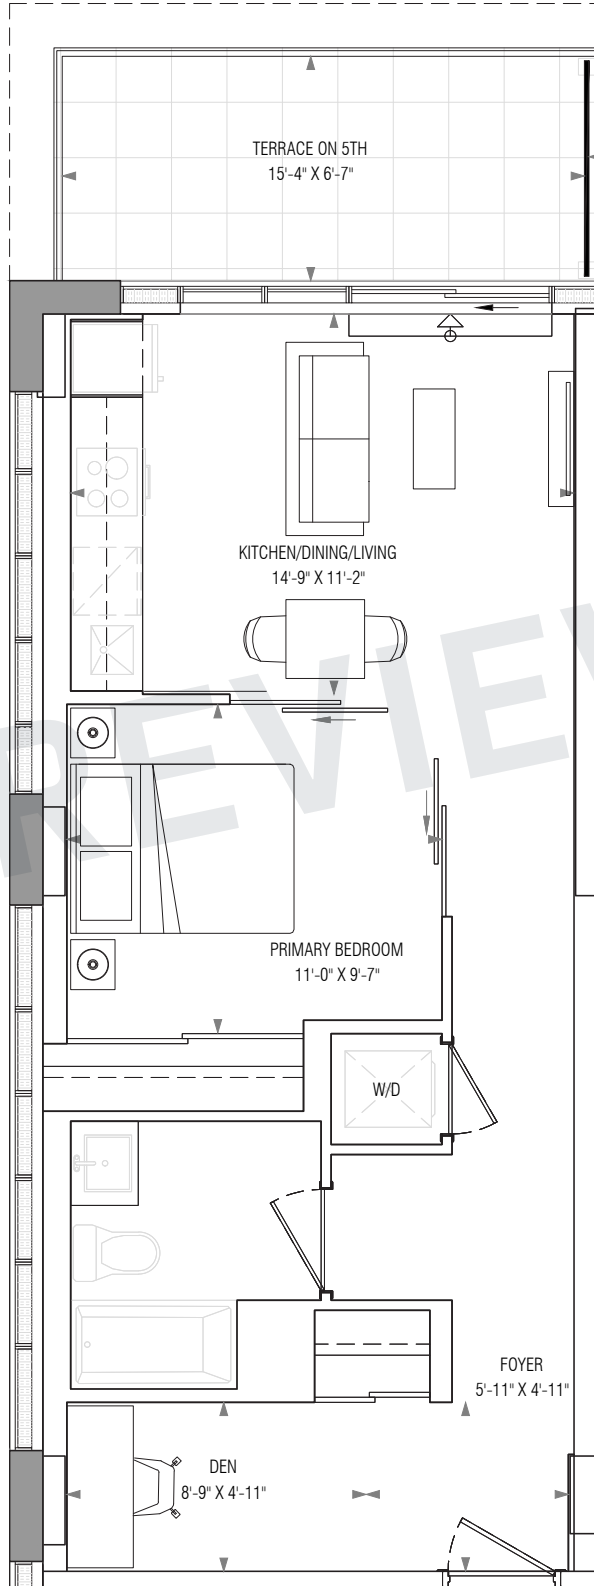 TERRACE ON 5TH
15'-4" X 6'-7"
KITCHEN/DINING/LIVING
14'-9" X 11'-2"
REVIEW
PRIMARY BEDROOM
11'-0" X 9'-7"
W/D
FOYER
5'-11" X 4'-11"
DEN
8'-9" X 4'-11"